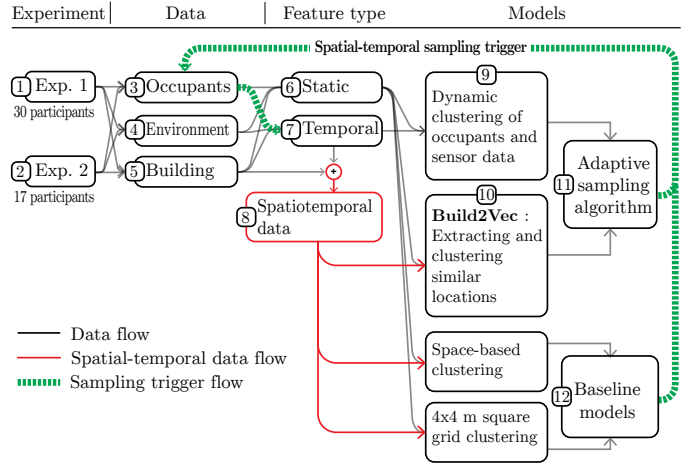 Experiment
Data
Feature type
Models
Spatial-temporal sampling trigger
1
Exp. 1
30 participants
2
Exp. 2
17 participants
3
Occupants
4
Environment
5
Building
6
Static
7
Temporal
+
8
Spatiotemporal
data
9
Dynamic
clustering of
occupants and
sensor data
10
Build2Vec :
Extracting and
clustering
similar
locations
11
Adaptive
sampling
algorithm
Space-based
clustering
4x4 m square
grid clustering
12
Baseline
models
Data flow
Spatial-temporal data flow
Sampling trigger flow